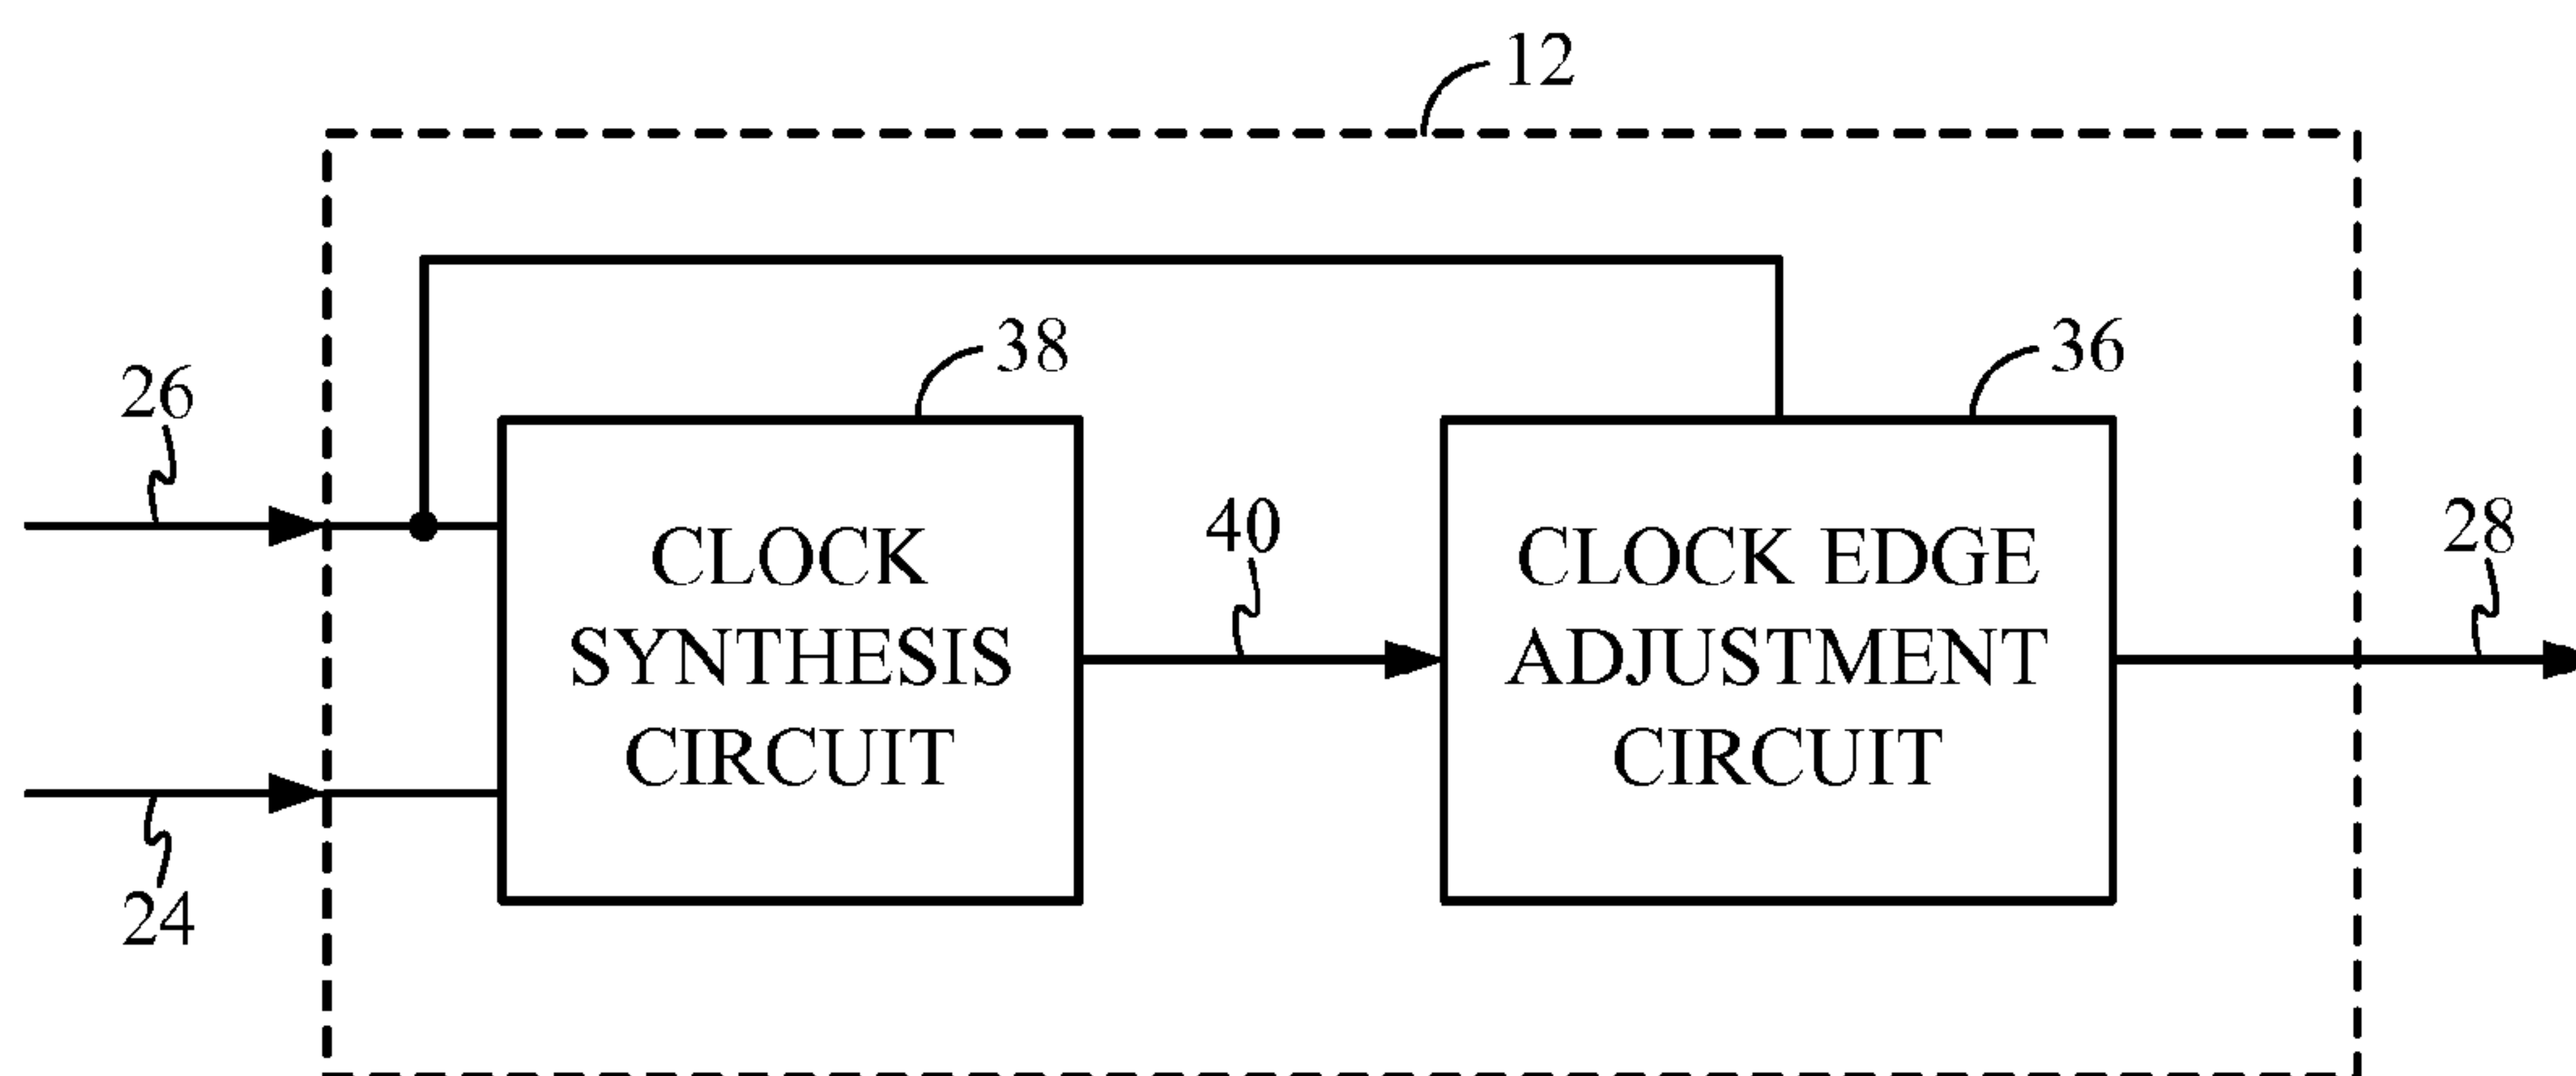 12
38
36
26
40
28
CLOCK
SYNTHESIS
CIRCUIT
CLOCK EDGE
ADJUSTMENT
CIRCUIT
24